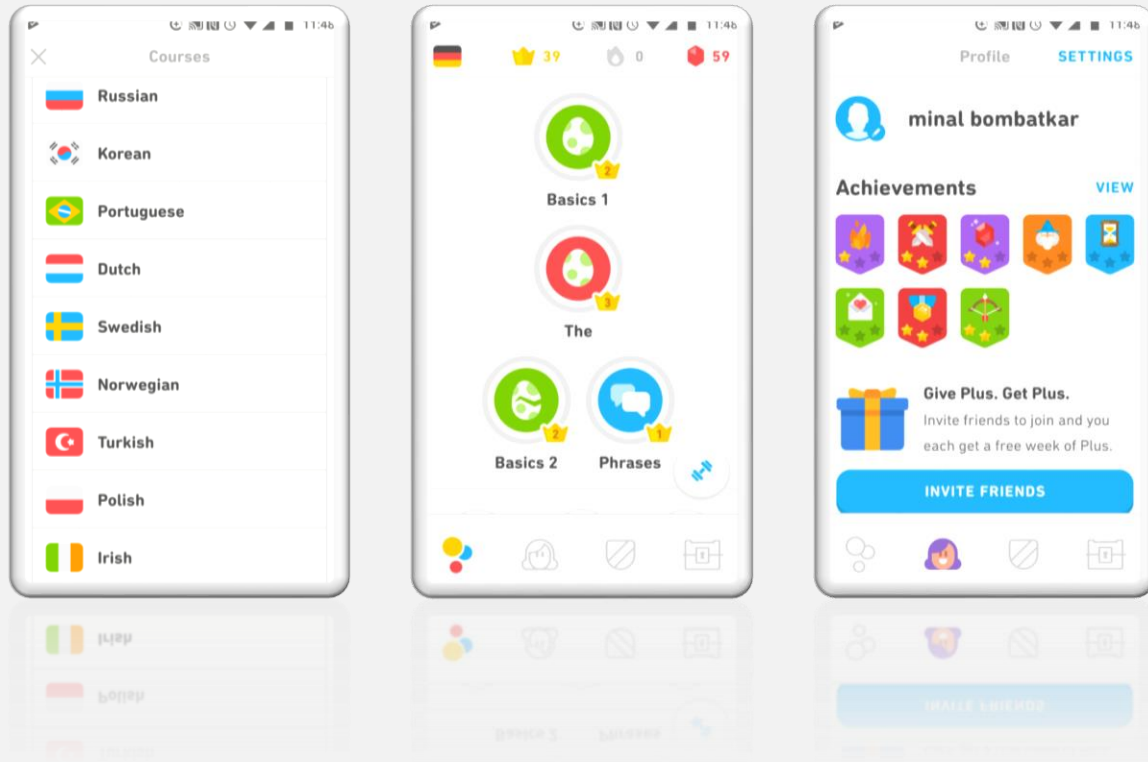 11:46
Courses
Russian
Korean
Portuguese
Dutch
Swedish
Norwegian
Turkish
Polish
Irish
11:46
39 0 59
2
Basics 1
3
The
2 1
Basics 2 Phrases
11:46
Profile SETTINGS
minal bombatkar
Achievements VIEW
Give Plus. Get Plus.
Invite friends to join and you
each get a free week of Plus.
INVITE FRIENDS